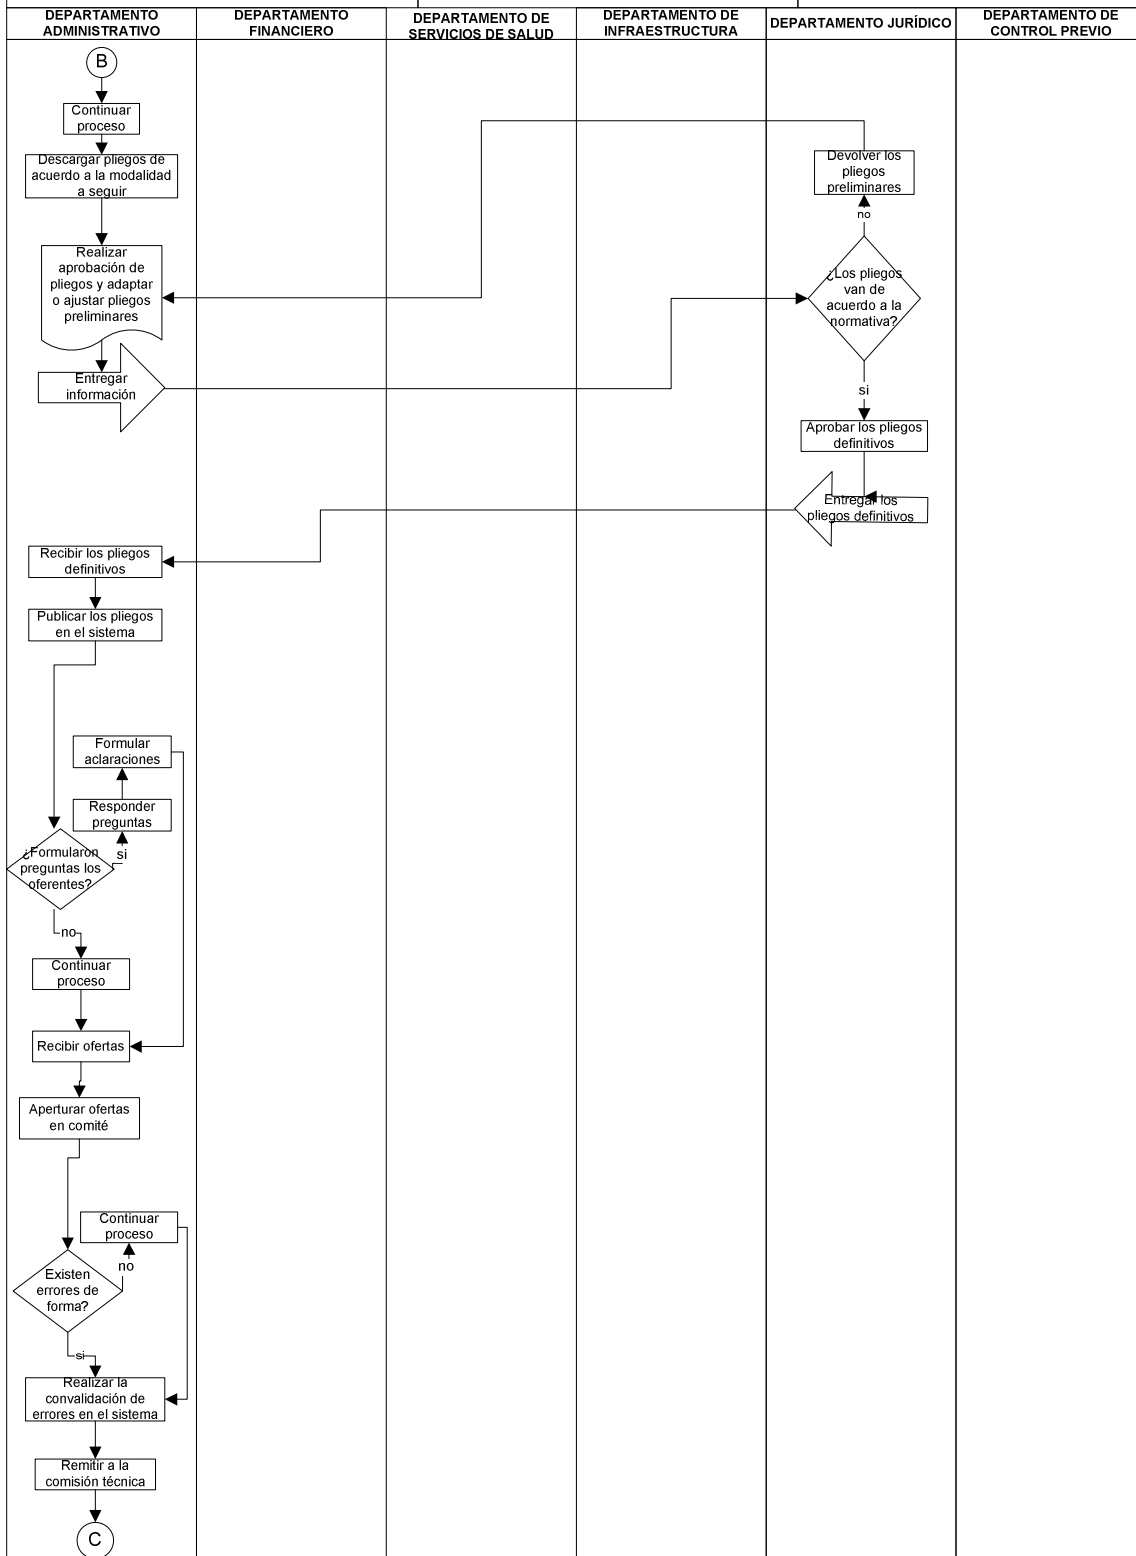 DEPARTAMENTO
ADMINISTRATIVO
DEPARTAMENTO
FINANCIERO
DEPARTAMENTO DE
SERVICIOS DE SALUD
DEPARTAMENTO DE
INFRAESTRUCTURA
DEPARTAMENTO JURÍDICO
DEPARTAMENTO DE
CONTROL PREVIO
B
Continuar
proceso
Descargar pliegos de
acuerdo a la modalidad
a seguir
Devolver los
pliegos
preliminares
no
Realizar
aprobación de
pliegos y adaptar
o ajustar pliegos
preliminares
¿Los pliegos
van de
acuerdo a la
normativa?
Entregar
información
si
Aprobar los pliegos
definitivos
Entregar los
pliegos definitivos
Recibir los pliegos
definitivos
Publicar los pliegos
en el sistema
Formular
aclaraciones
Responder
preguntas
si
¿Formularon
preguntas los
oferentes?
no
Continuar
proceso
Recibir ofertas
Aperturar ofertas
en comité
Continuar
proceso
no
Existen
errores de
forma?
si
Realizar la
convalidación de
errores en el sistema
Remitir a la
comisión técnica
C